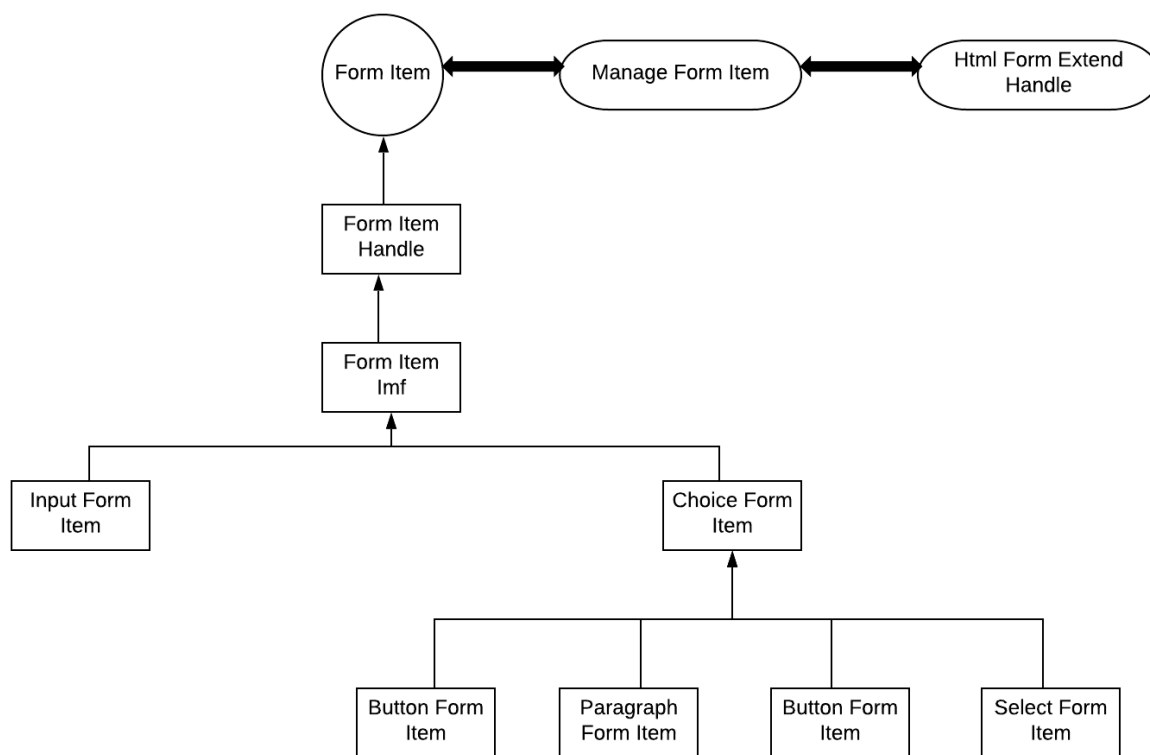 Form Item
Manage Form Item
Html Form Extend
Handle
Form Item
Handle
Form Item
Imf
Input Form
Item
Choice Form
Item
Button Form
Item
Paragraph
Form Item
Button Form
Item
Select Form
Item